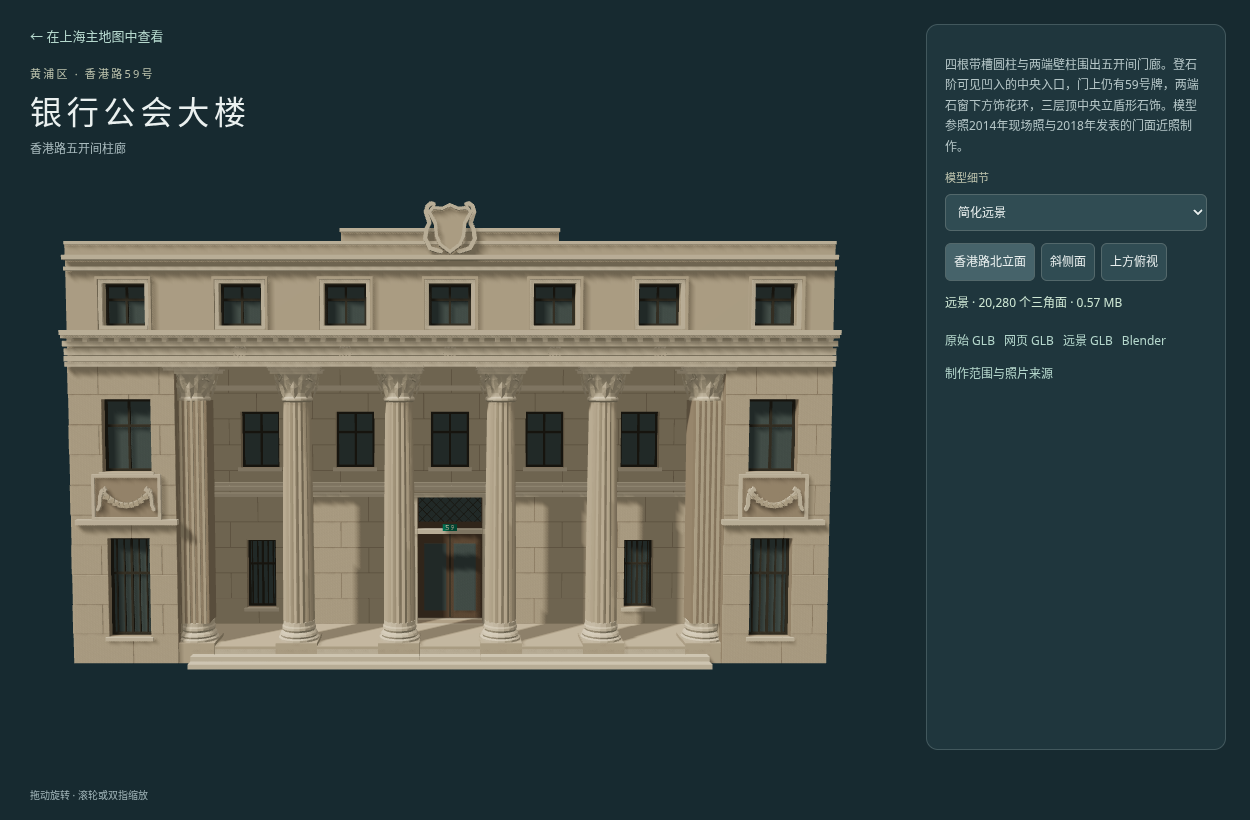 ← 在上海主地图中查看
黄浦区 · 香港路59号
银行公会大楼
香港路五开间柱廊
59
拖动旋转 · 滚轮或双指缩放
四根带槽圆柱与两端壁柱围出五开间门廊。登石
阶可见凹入的中央入口，门上仍有59号牌，两端
石窗下方饰花环，三层顶中央立盾形石饰。模型
参照2014年现场照与2018年发表的门面近照制
作。
模型细节
简化远景
香港路北立面 斜侧面 上方俯视
远景 · 20,280 个三角面 · 0.57 MB
原始 GLB 网页 GLB 远景 GLB Blender
制作范围与照片来源